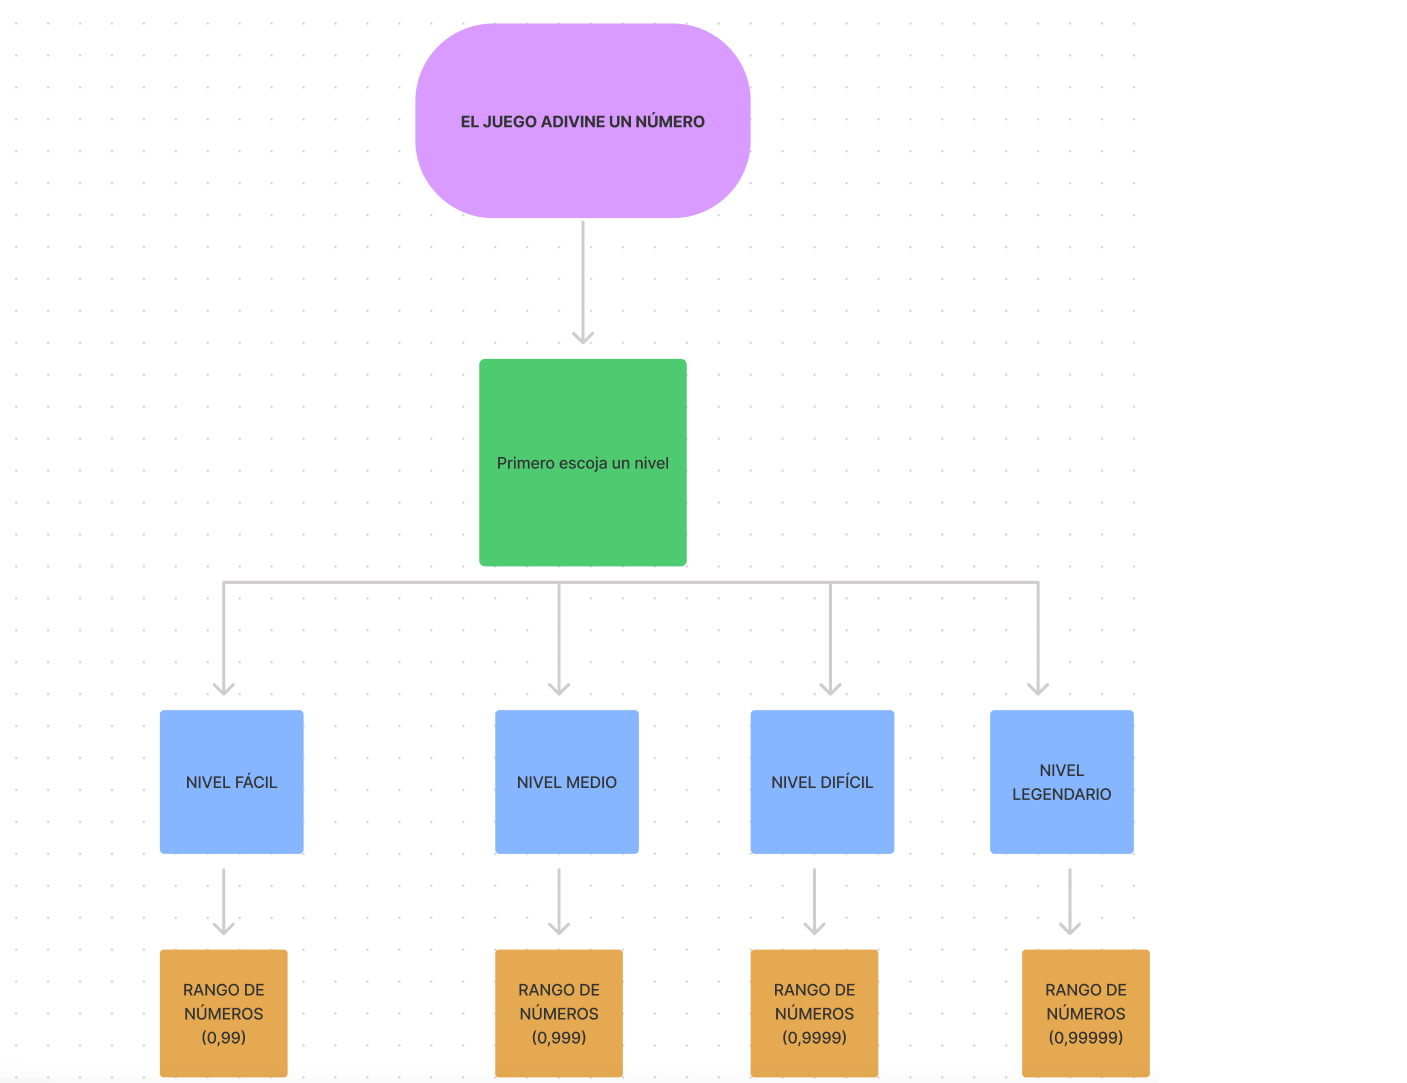 EL JUEGO ADIVINE UN NÚMERO
Primero escoja un nivel
NIVEL FÁCIL
NIVEL MEDIO
NIVEL DIFÍCIL
NIVEL
LEGENDARIO
RANGO DE
NÚMEROS
(0,99)
RANGO DE
NÚMEROS
(0,999)
RANGO DE
NÚMEROS
(0,9999)
RANGO DE
NÚMEROS
(0,99999)